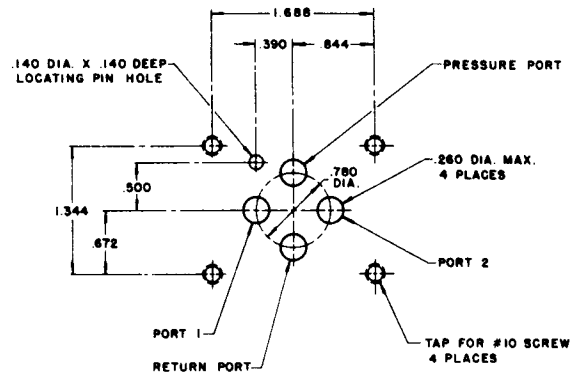 1.688
.390
.844
.140 DIA. X .140 DEEP
LOCATING PIN HOLE
PRESSURE PORT
.780
DIA.
.260 DIA. MAX.
4 PLACES
.500
1.344
.672
PORT 2
PORT 1
RETURN PORT
TAP FOR #10 SCREW
4 PLACES